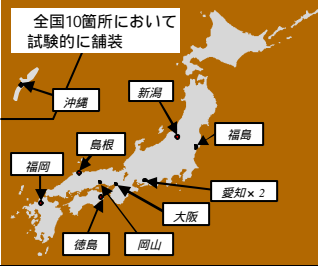 全国10箇所において
試験的に舗装
沖縄
新潟
福島
島根
福岡
愛知×2
大阪
徳島
岡山